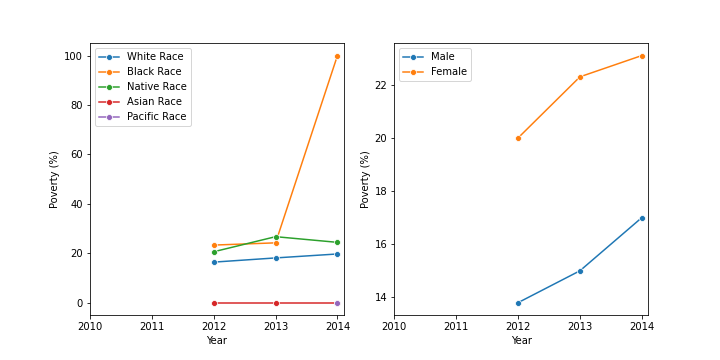 Poverty (%)
100
80
60
40
20
0
White Race
Black Race
Native Race
Asian Race
Pacific Race
2010 2011 2012 2013 2014
Year
Poverty (%)
22
20
18
16
14
Male
Female
2010 2011 2012 2013 2014
Year